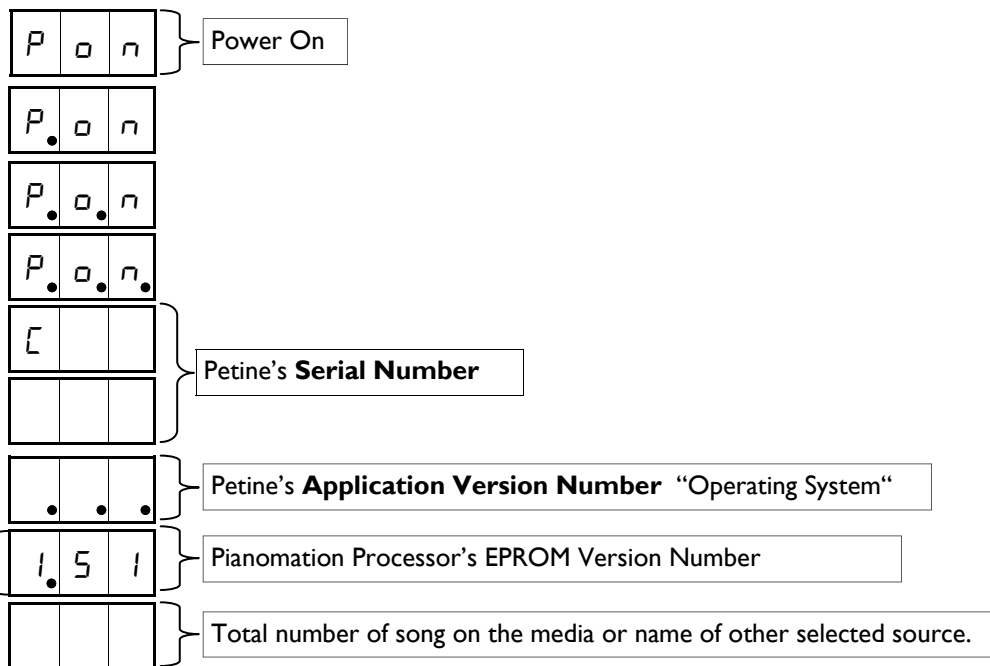 P o n Power On
P. o n
P. o. n
P. o. n.
C
Petine's Serial Number
. . . Petine's Application Version Number “Operating System“
1. 5 1 Pianomation Processor's EPROM Version Number
Total number of song on the media or name of other selected source.